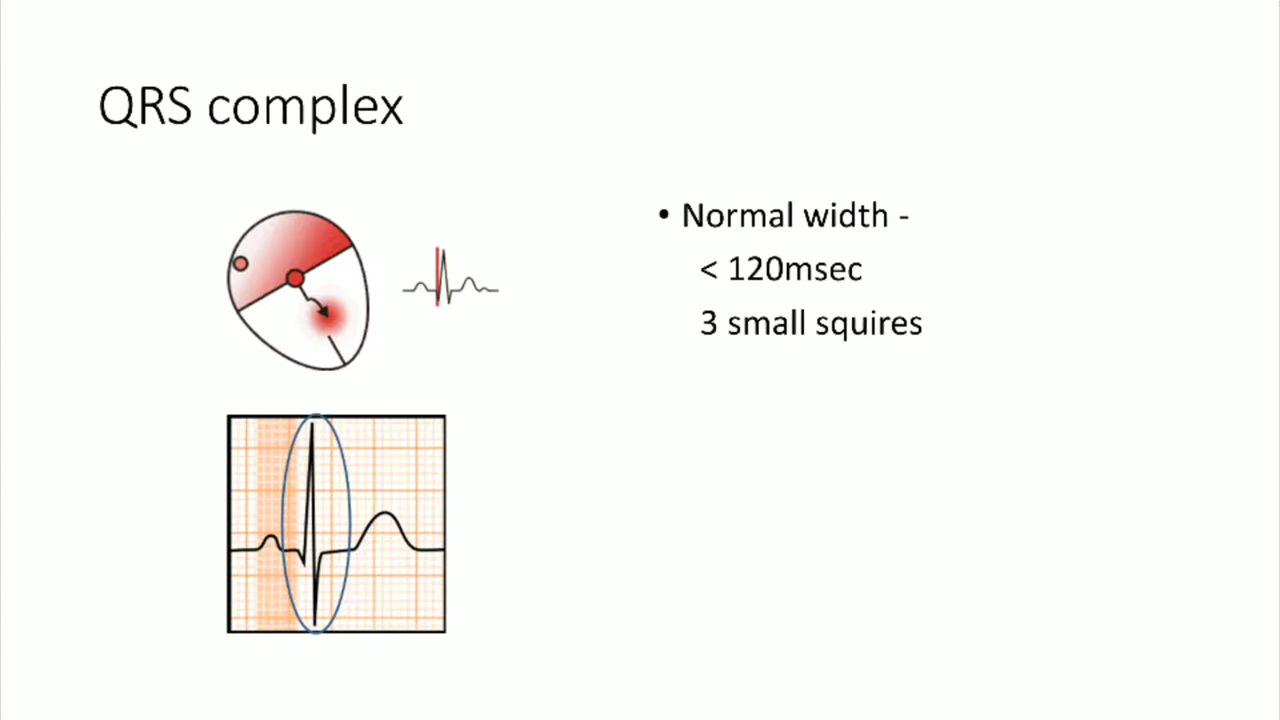 QRS complex
• Normal width -
< 120msec
3 small squires